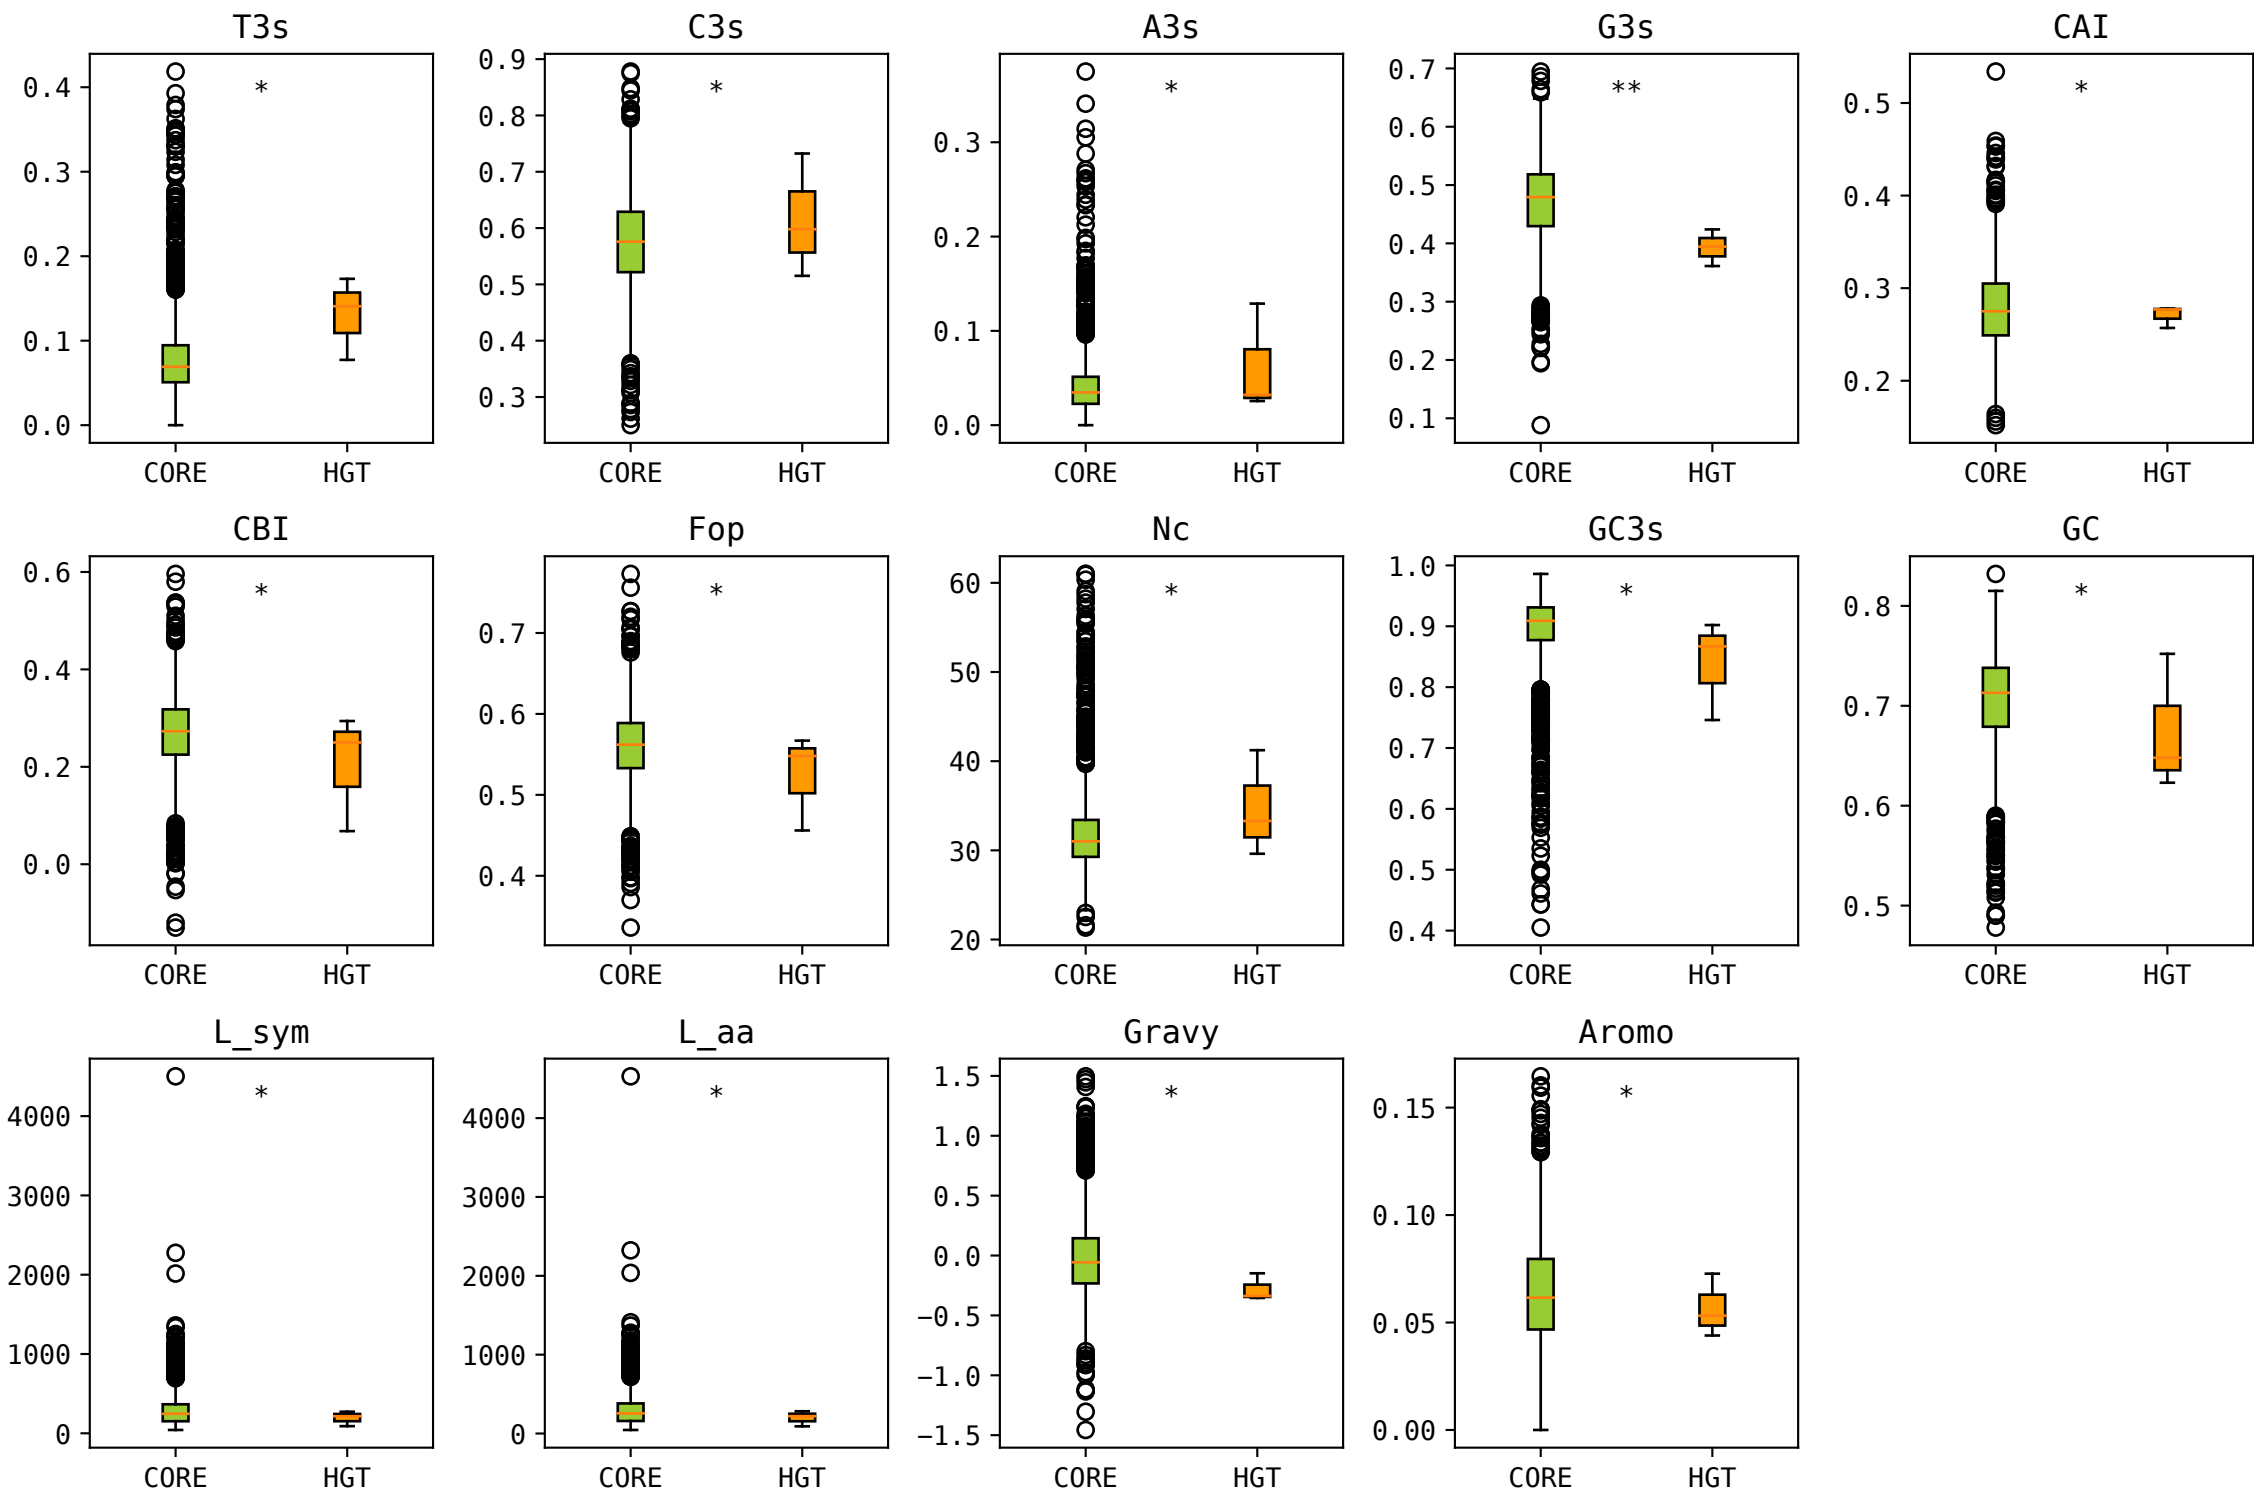 T3s
C3s
A3s
G3s
CAI
0.4
0.3
0.2
0.1
0.0
*
CORE
HGT
0.9
0.8
0.7
0.6
0.5
0.4
0.3
*
CORE
HGT
0.3
0.2
0.1
0.0
*
CORE
HGT
0.7
0.6
0.5
0.4
0.3
0.2
0.1
**
CORE
HGT
0.5
0.4
0.3
0.2
*
CORE
HGT
CBI
Fop
Nc
GC3s
GC
0.6
0.4
0.2
0.0
*
CORE
HGT
0.7
0.6
0.5
0.4
*
CORE
HGT
60
50
40
30
20
*
CORE
HGT
1.0
0.9
0.8
0.7
0.6
0.5
0.4
*
CORE
HGT
0.8
0.7
0.6
0.5
*
CORE
HGT
L_sym
L_aa
Gravy
Aromo
4000
3000
2000
1000
0
*
CORE
HGT
4000
3000
2000
1000
0
*
CORE
HGT
1.5
1.0
0.5
0.0
−0.5
−1.0
−1.5
*
CORE
HGT
0.15
0.10
0.05
0.00
*
CORE
HGT